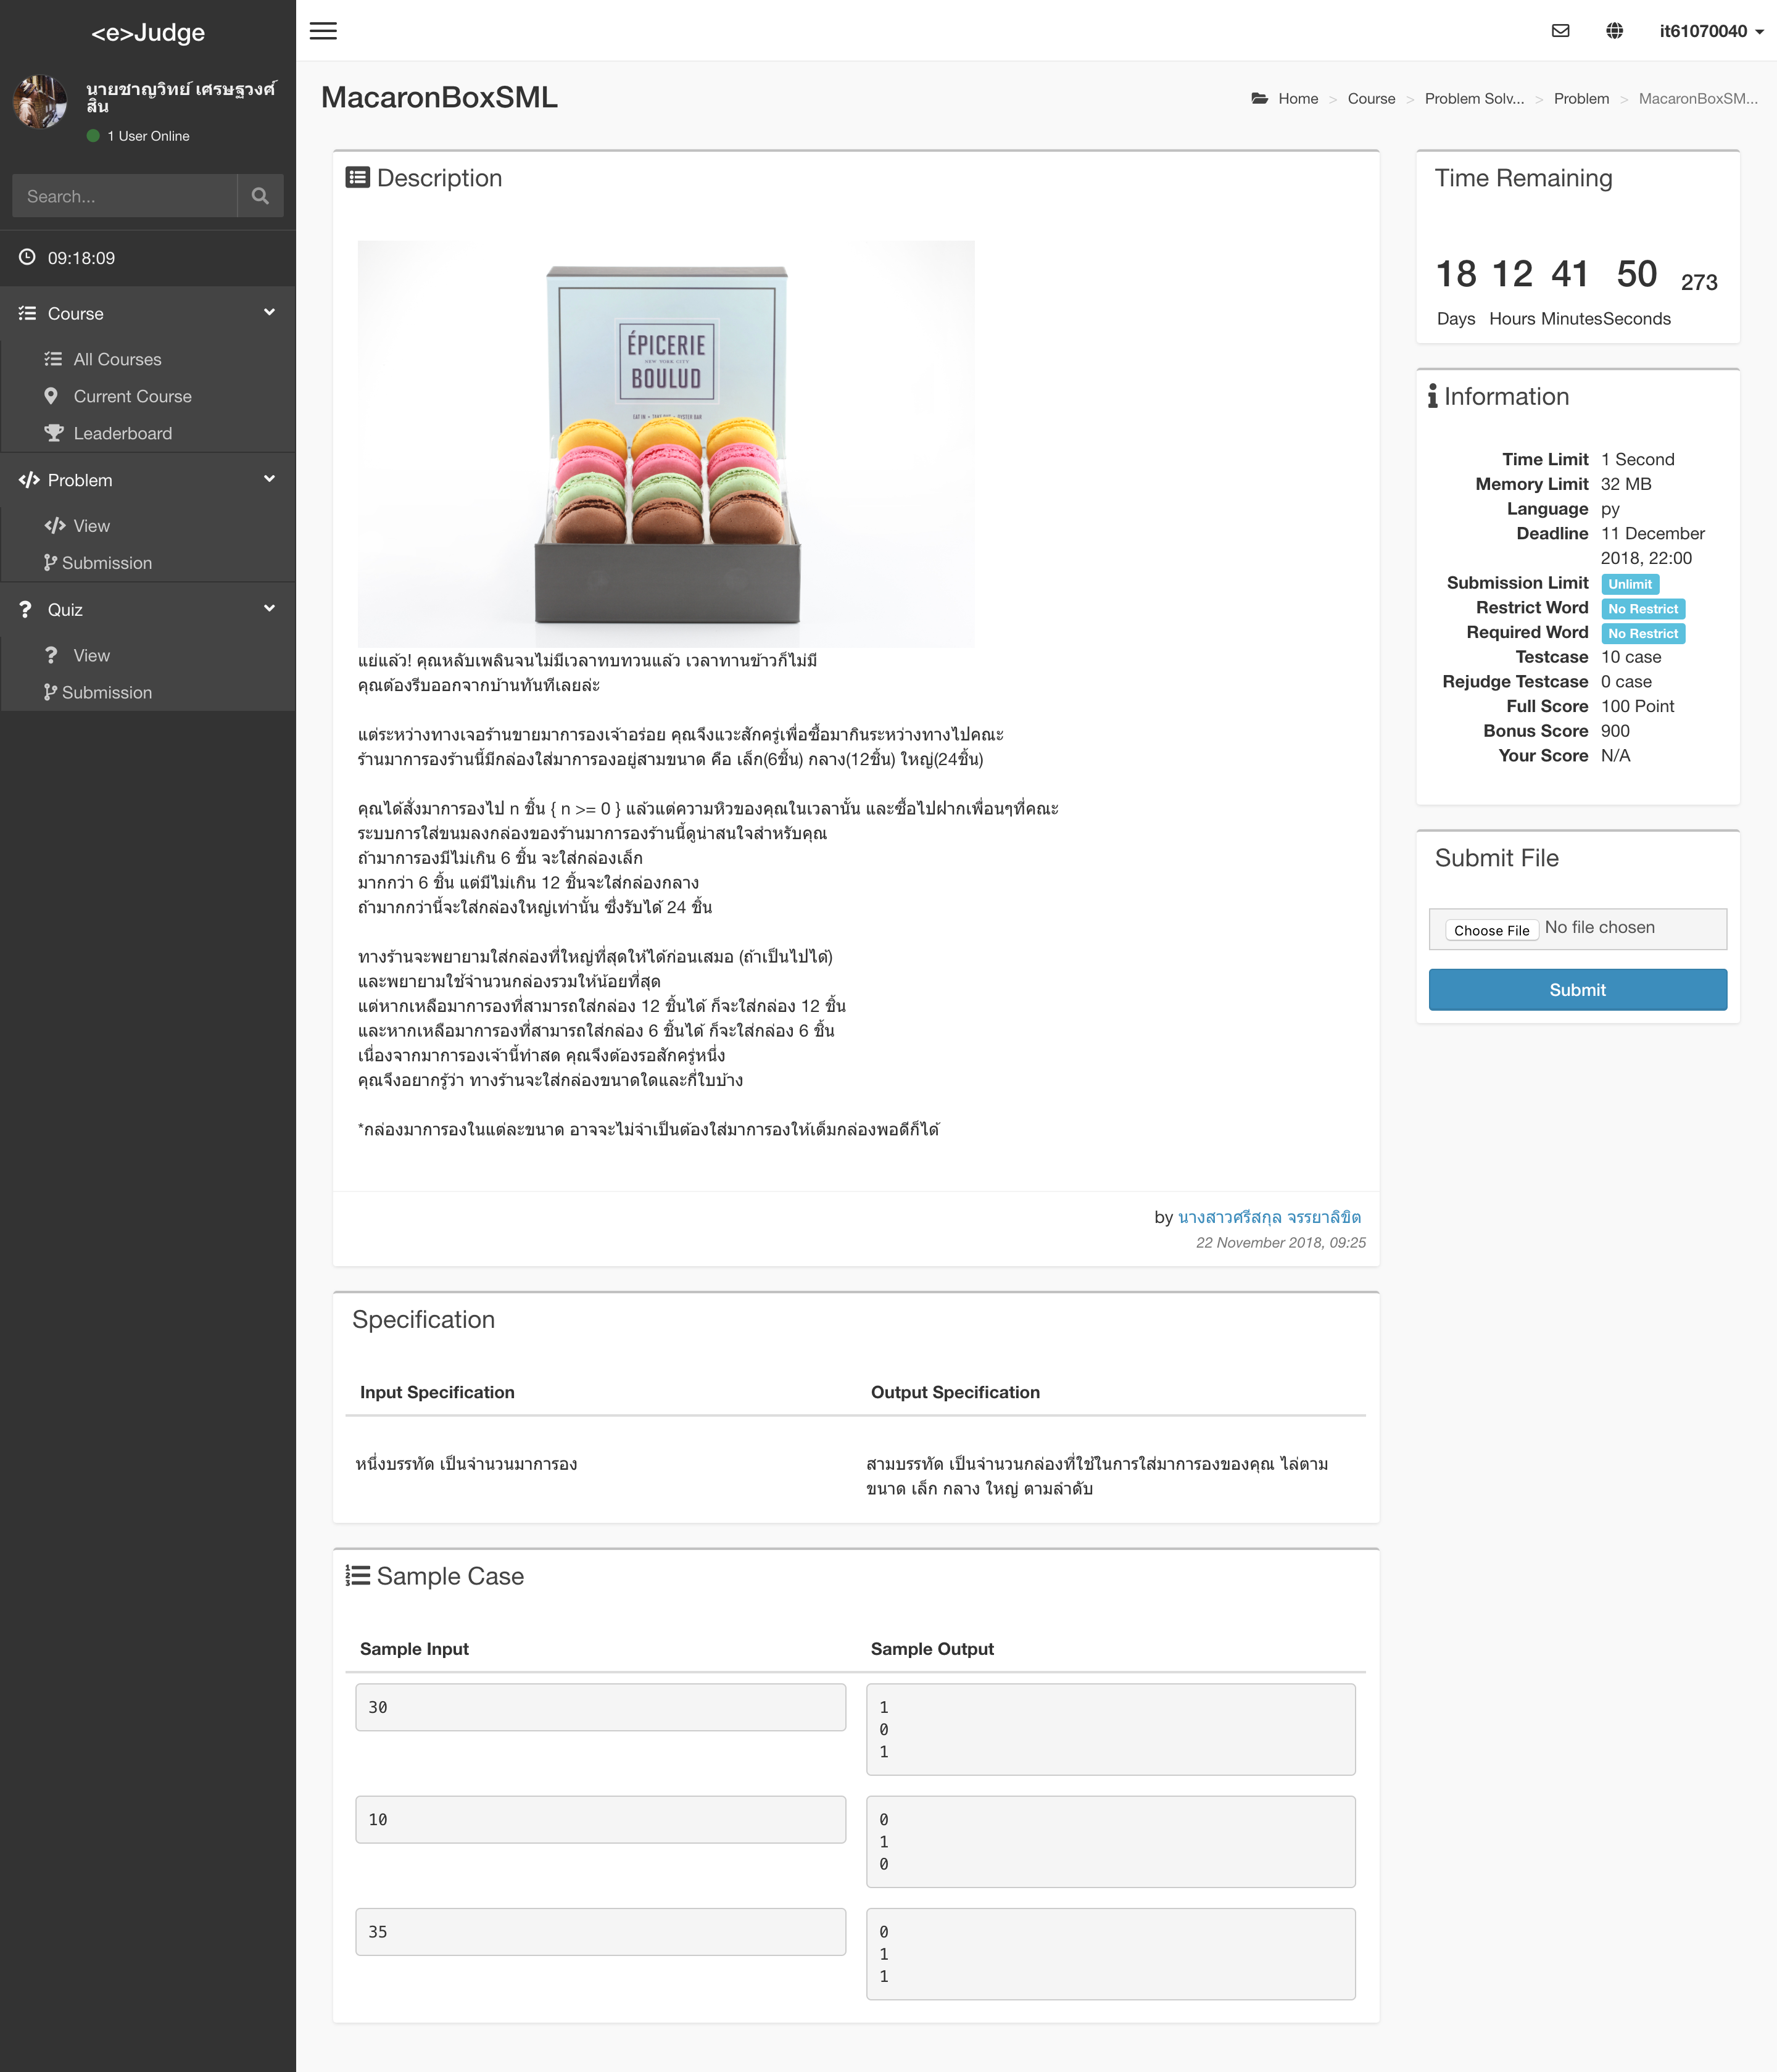 <e>Judge
นายชาญวิทย์ เศรษฐวงศ์
สิน
1 User Online
Search...
09:18:09
Course
All Courses
Current Course
Leaderboard
Problem
View
Submission
Quiz
View
Submission
it61070040
MacaronBoxSML
Home > Course > Problem Solv... > Problem > MacaronBoxSM...
Description
ÉPICERIE
NEW YORK CITY
BOULUD
EAT IN • TAKE OUT • OYSTER BAR
แย่แล้ว! คุณหลับเพลินจนไม่มีเวลาทบทวนแล้ว เวลาทานข้าวก็ไม่มี
คุณต้องรีบออกจากบ้านทันทีเลยล่ะ
แต่ระหว่างทางเจอร้านขายมาการองเจ้าอร่อย คุณจึงแวะสักครู่เพื่อซื้อมากินระหว่างทางไปคณะ
ร้านมาการองร้านนี้มีกล่องใส่มาการองอยู่สามขนาด คือ เล็ก(6ชิ้น) กลาง(12ชิ้น) ใหญ่(24ชิ้น)
คุณได้สั่งมาการองไป n ชิ้น { n >= 0 } แล้วแต่ความหิวของคุณในเวลานั้น และซื้อไปฝากเพื่อนๆที่คณะ
ระบบการใส่ขนมลงกล่องของร้านมาการองร้านนี้ดูน่าสนใจสำหรับคุณ
ถ้ามาการองมีไม่เกิน 6 ชิ้น จะใส่กล่องเล็ก
มากกว่า 6 ชิ้น แต่มีไม่เกิน 12 ชิ้นจะใส่กล่องกลาง
ถ้ามากกว่านี้จะใส่กล่องใหญ่เท่านั้น ซึ่งรับได้ 24 ชิ้น
ทางร้านจะพยายามใส่กล่องที่ใหญ่ที่สุดให้ได้ก่อนเสมอ (ถ้าเป็นไปได้)
และพยายามใช้จำนวนกล่องรวมให้น้อยที่สุด
แต่หากเหลือมาการองที่สามารถใส่กล่อง 12 ชิ้นได้ ก็จะใส่กล่อง 12 ชิ้น
และหากเหลือมาการองที่สามารถใส่กล่อง 6 ชิ้นได้ ก็จะใส่กล่อง 6 ชิ้น
เนื่องจากมาการองเจ้านี้ทำสด คุณจึงต้องรอสักครู่หนึ่ง
คุณจึงอยากรู้ว่า ทางร้านจะใส่กล่องขนาดใดและกี่ใบบ้าง
*กล่องมาการองในแต่ละขนาด อาจจะไม่จำเป็นต้องใส่มาการองให้เต็มกล่องพอดีก็ได้
by นางสาวศรีสกุล จรรยาลิขิต
22 November 2018, 09:25
Specification
Input Specification
Output Specification
หนึ่งบรรทัด เป็นจำนวนมาการอง
สามบรรทัด เป็นจำนวนกล่องที่ใช้ในการใส่มาการองของคุณ ไล่ตาม
ขนาด เล็ก กลาง ใหญ่ ตามลำดับ
Sample Case
Sample Input
Sample Output
30
1
0
1
10
0
1
0
35
0
1
1
Time Remaining
18 12 41 50 273
Days Hours Minutes Seconds
Information
Time Limit 1 Second
Memory Limit 32 MB
Language py
Deadline 11 December
2018, 22:00
Submission Limit Unlimit
Restrict Word No Restrict
Required Word No Restrict
Testcase 10 case
Rejudge Testcase 0 case
Full Score 100 Point
Bonus Score 900
Your Score N/A
Submit File
Choose File No file chosen
Submit